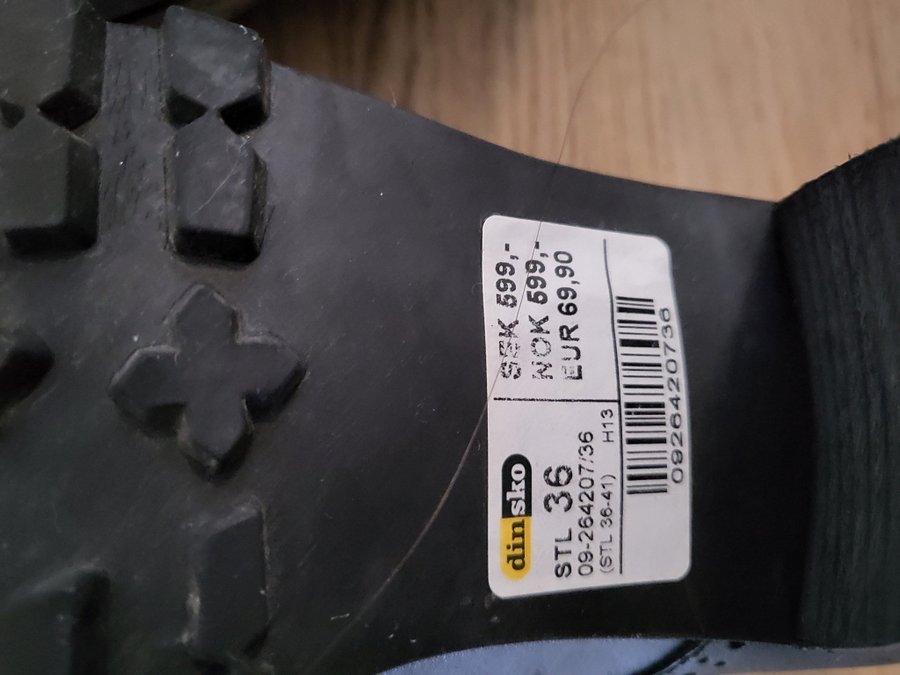 dinsko
STL 36
09-264207/36
(STL 36-41) H13
SEK 599,-
NOK 599,-
EUR 69,90
0926420736